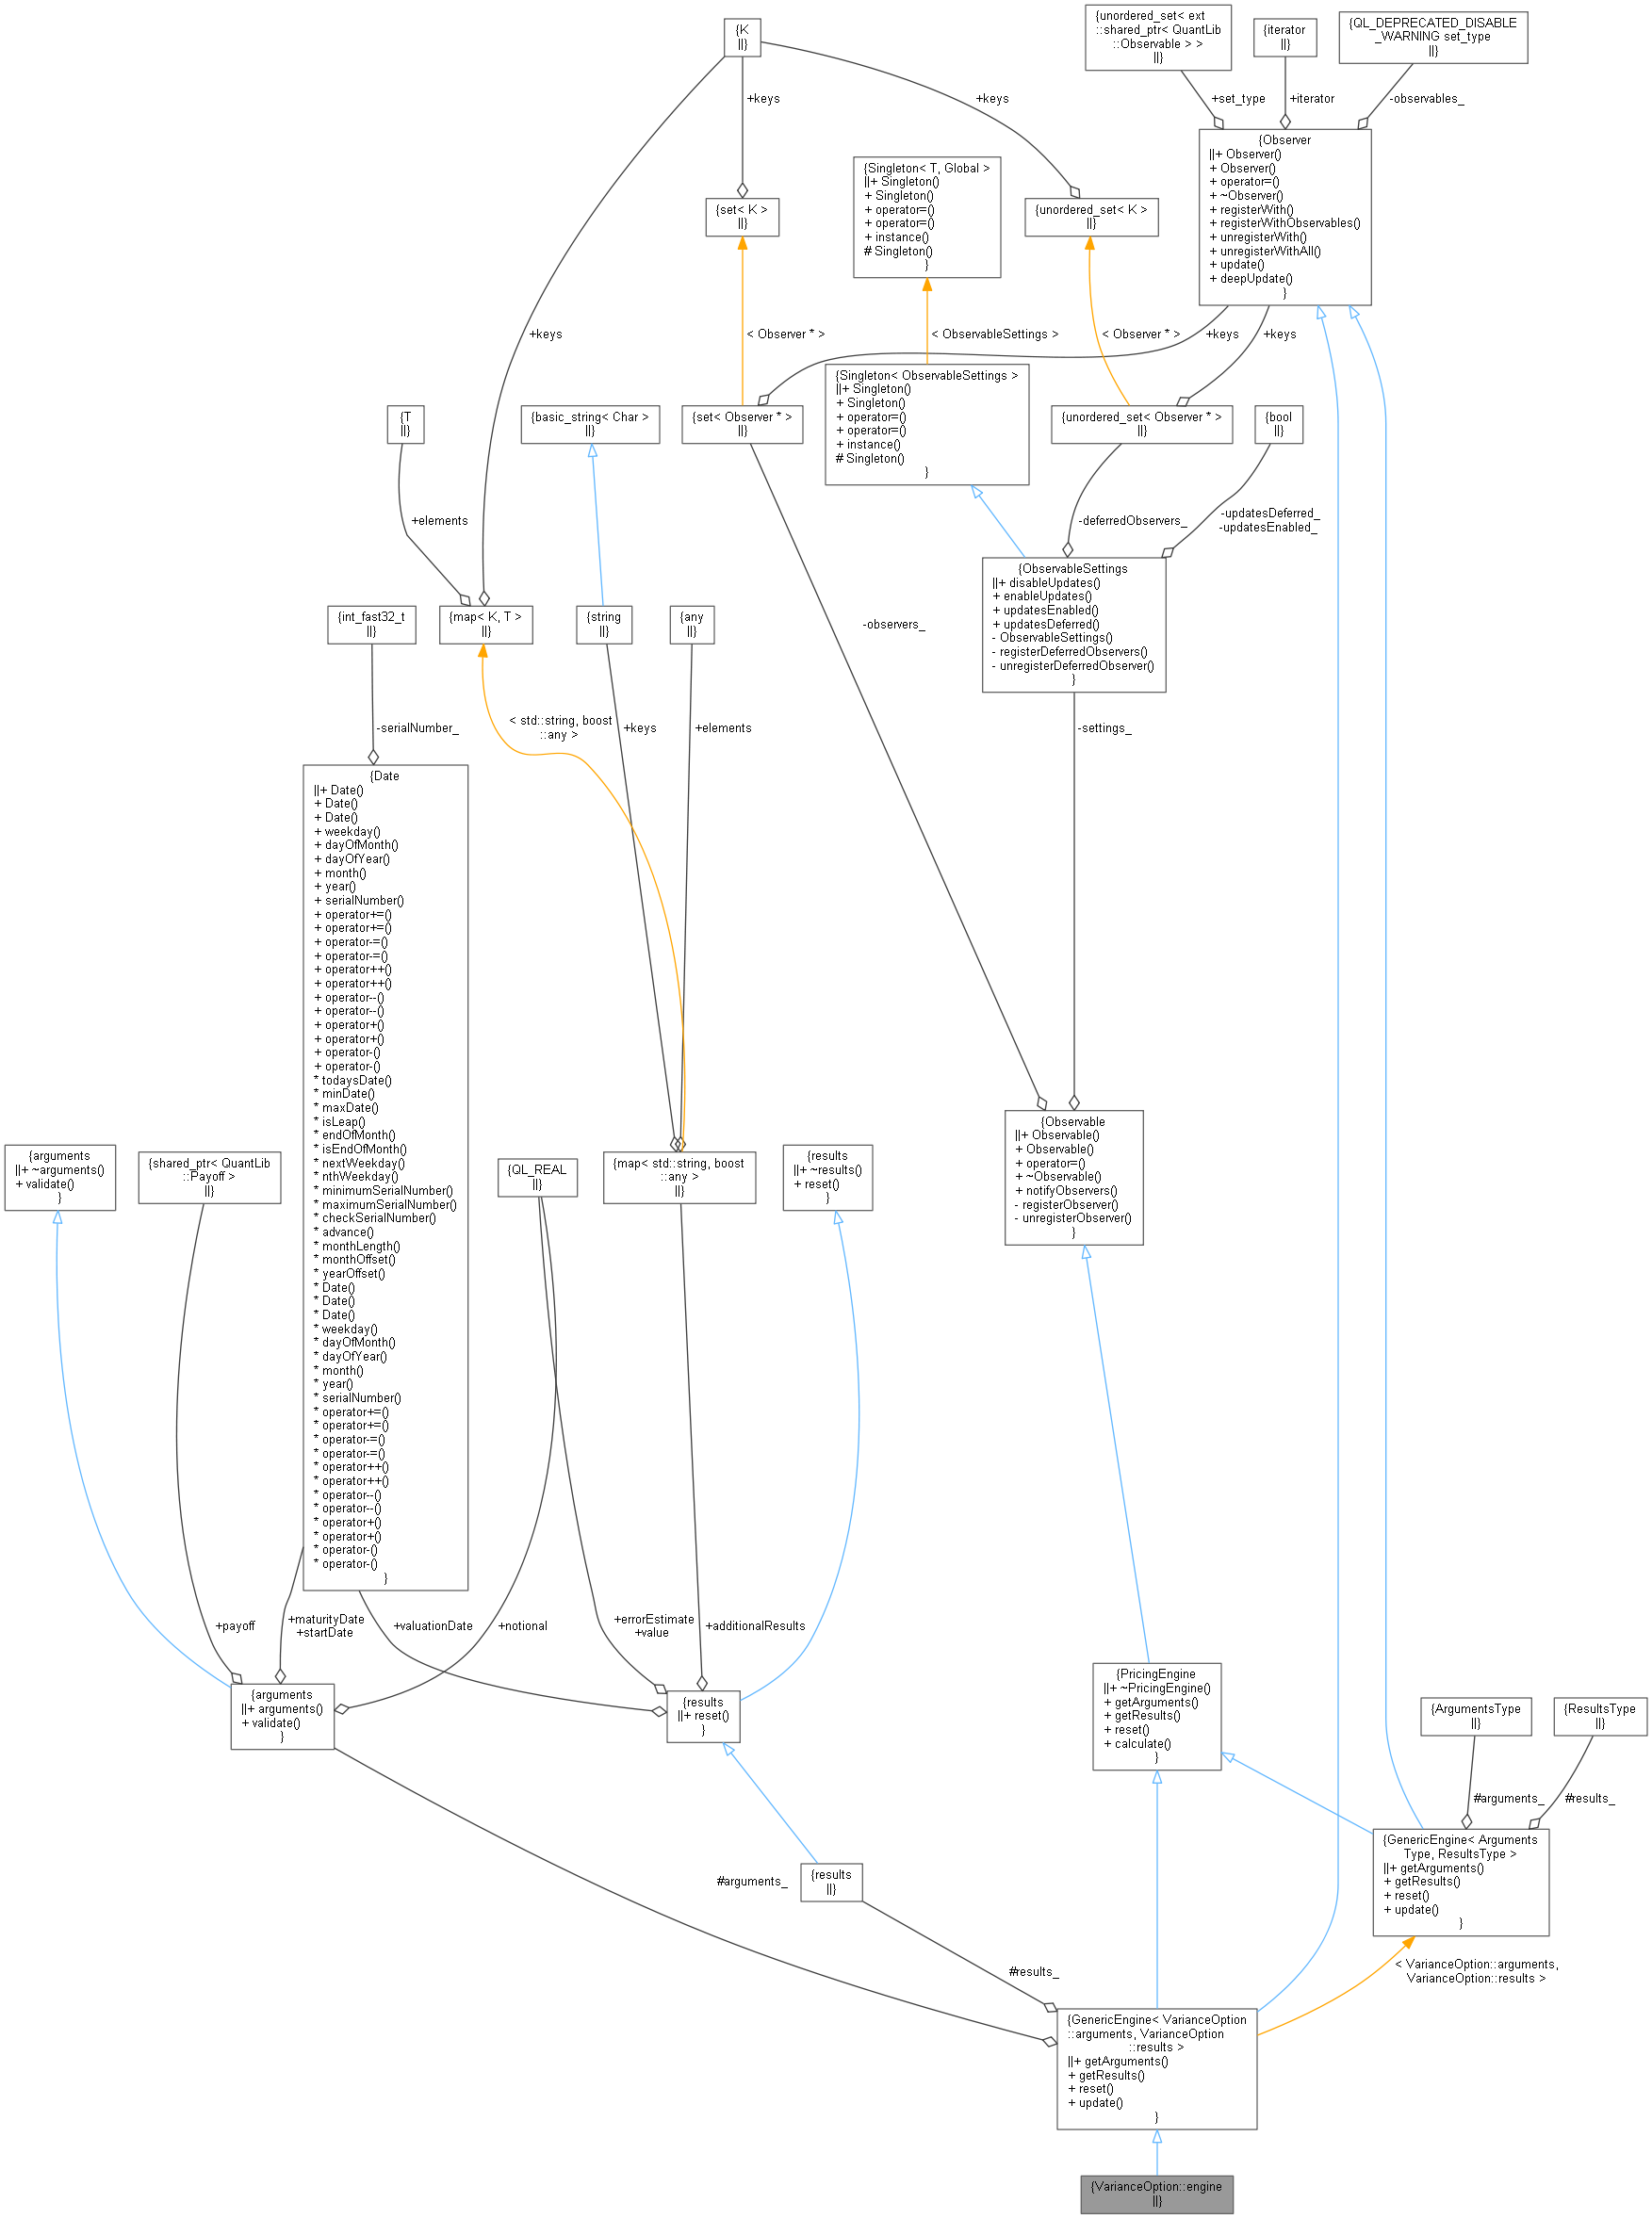 {K
||}
{unordered_set< ext
::shared_ptr< QuantLib
::Observable > >
||}
{iterator
||}
{QL_DEPRECATED_DISABLE
_WARNING set_type
||}
+keys
+keys
+set_type
+iterator
-observables_
{Observer
||+ Observer()
+ Observer()
+ operator=()
+ ~Observer()
+ registerWith()
+ registerWithObservables()
+ unregisterWith()
+ unregisterWithAll()
+ update()
+ deepUpdate()
}
{Singleton< T, Global >
||+ Singleton()
+ Singleton()
+ operator=()
+ operator=()
+ instance()
# Singleton()
}
{set< K >
||}
{unordered_set< K >
||}
+keys
< Observer * >
< ObservableSettings >
< Observer * >
+keys
+keys
{Singleton< ObservableSettings >
||+ Singleton()
+ Singleton()
+ operator=()
+ operator=()
+ instance()
# Singleton()
}
{T
||}
{basic_string< Char >
||}
{set< Observer * >
||}
{unordered_set< Observer * >
||}
{bool
||}
+elements
-deferredObservers_
-updatesDeferred_
-updatesEnabled_
{ObservableSettings
||+ disableUpdates()
+ enableUpdates()
+ updatesEnabled()
+ updatesDeferred()
- ObservableSettings()
- registerDeferredObservers()
- unregisterDeferredObserver()
}
{int_fast32_t
||}
{map< K, T >
||}
{string
||}
{any
||}
-observers_
-serialNumber_
< std::string, boost
::any >
+keys
+elements
-settings_
{Date
||+ Date()
+ Date()
+ Date()
+ weekday()
+ dayOfMonth()
+ dayOfYear()
+ month()
+ year()
+ serialNumber()
+ operator+=()
+ operator+=()
+ operator-=()
+ operator-=()
+ operator++()
+ operator++()
+ operator--()
+ operator--()
+ operator+()
+ operator+()
+ operator-()
+ operator-()
* todaysDate()
* minDate()
* maxDate()
* isLeap()
* endOfMonth()
* isEndOfMonth()
* nextWeekday()
* nthWeekday()
* minimumSerialNumber()
* maximumSerialNumber()
* checkSerialNumber()
* advance()
* monthLength()
* monthOffset()
* yearOffset()
* Date()
* Date()
* Date()
* weekday()
* dayOfMonth()
* dayOfYear()
* month()
* year()
* serialNumber()
* operator+=()
* operator+=()
* operator-=()
* operator-=()
* operator++()
* operator++()
* operator--()
* operator--()
* operator+()
* operator+()
* operator-()
* operator-()
}
{Observable
||+ Observable()
+ Observable()
+ operator=()
+ ~Observable()
+ notifyObservers()
- registerObserver()
- unregisterObserver()
}
{arguments
||+ ~arguments()
+ validate()
}
{shared_ptr< QuantLib
::Payoff >
||}
{QL_REAL
||}
{map< std::string, boost
::any >
||}
{results
||+ ~results()
+ reset()
}
+payoff
+maturityDate
+startDate
+valuationDate
+notional
+errorEstimate
+value
+additionalResults
{arguments
||+ arguments()
+ validate()
}
{results
||+ reset()
}
{PricingEngine
||+ ~PricingEngine()
+ getArguments()
+ getResults()
+ reset()
+ calculate()
}
{ArgumentsType
||}
{ResultsType
||}
#arguments_
#results_
{GenericEngine< Arguments
Type, ResultsType >
||+ getArguments()
+ getResults()
+ reset()
+ update()
}
#arguments_
{results
||}
#results_
< VarianceOption::arguments,
VarianceOption::results >
{GenericEngine< VarianceOption
::arguments, VarianceOption
::results >
||+ getArguments()
+ getResults()
+ reset()
+ update()
}
{VarianceOption::engine
||}